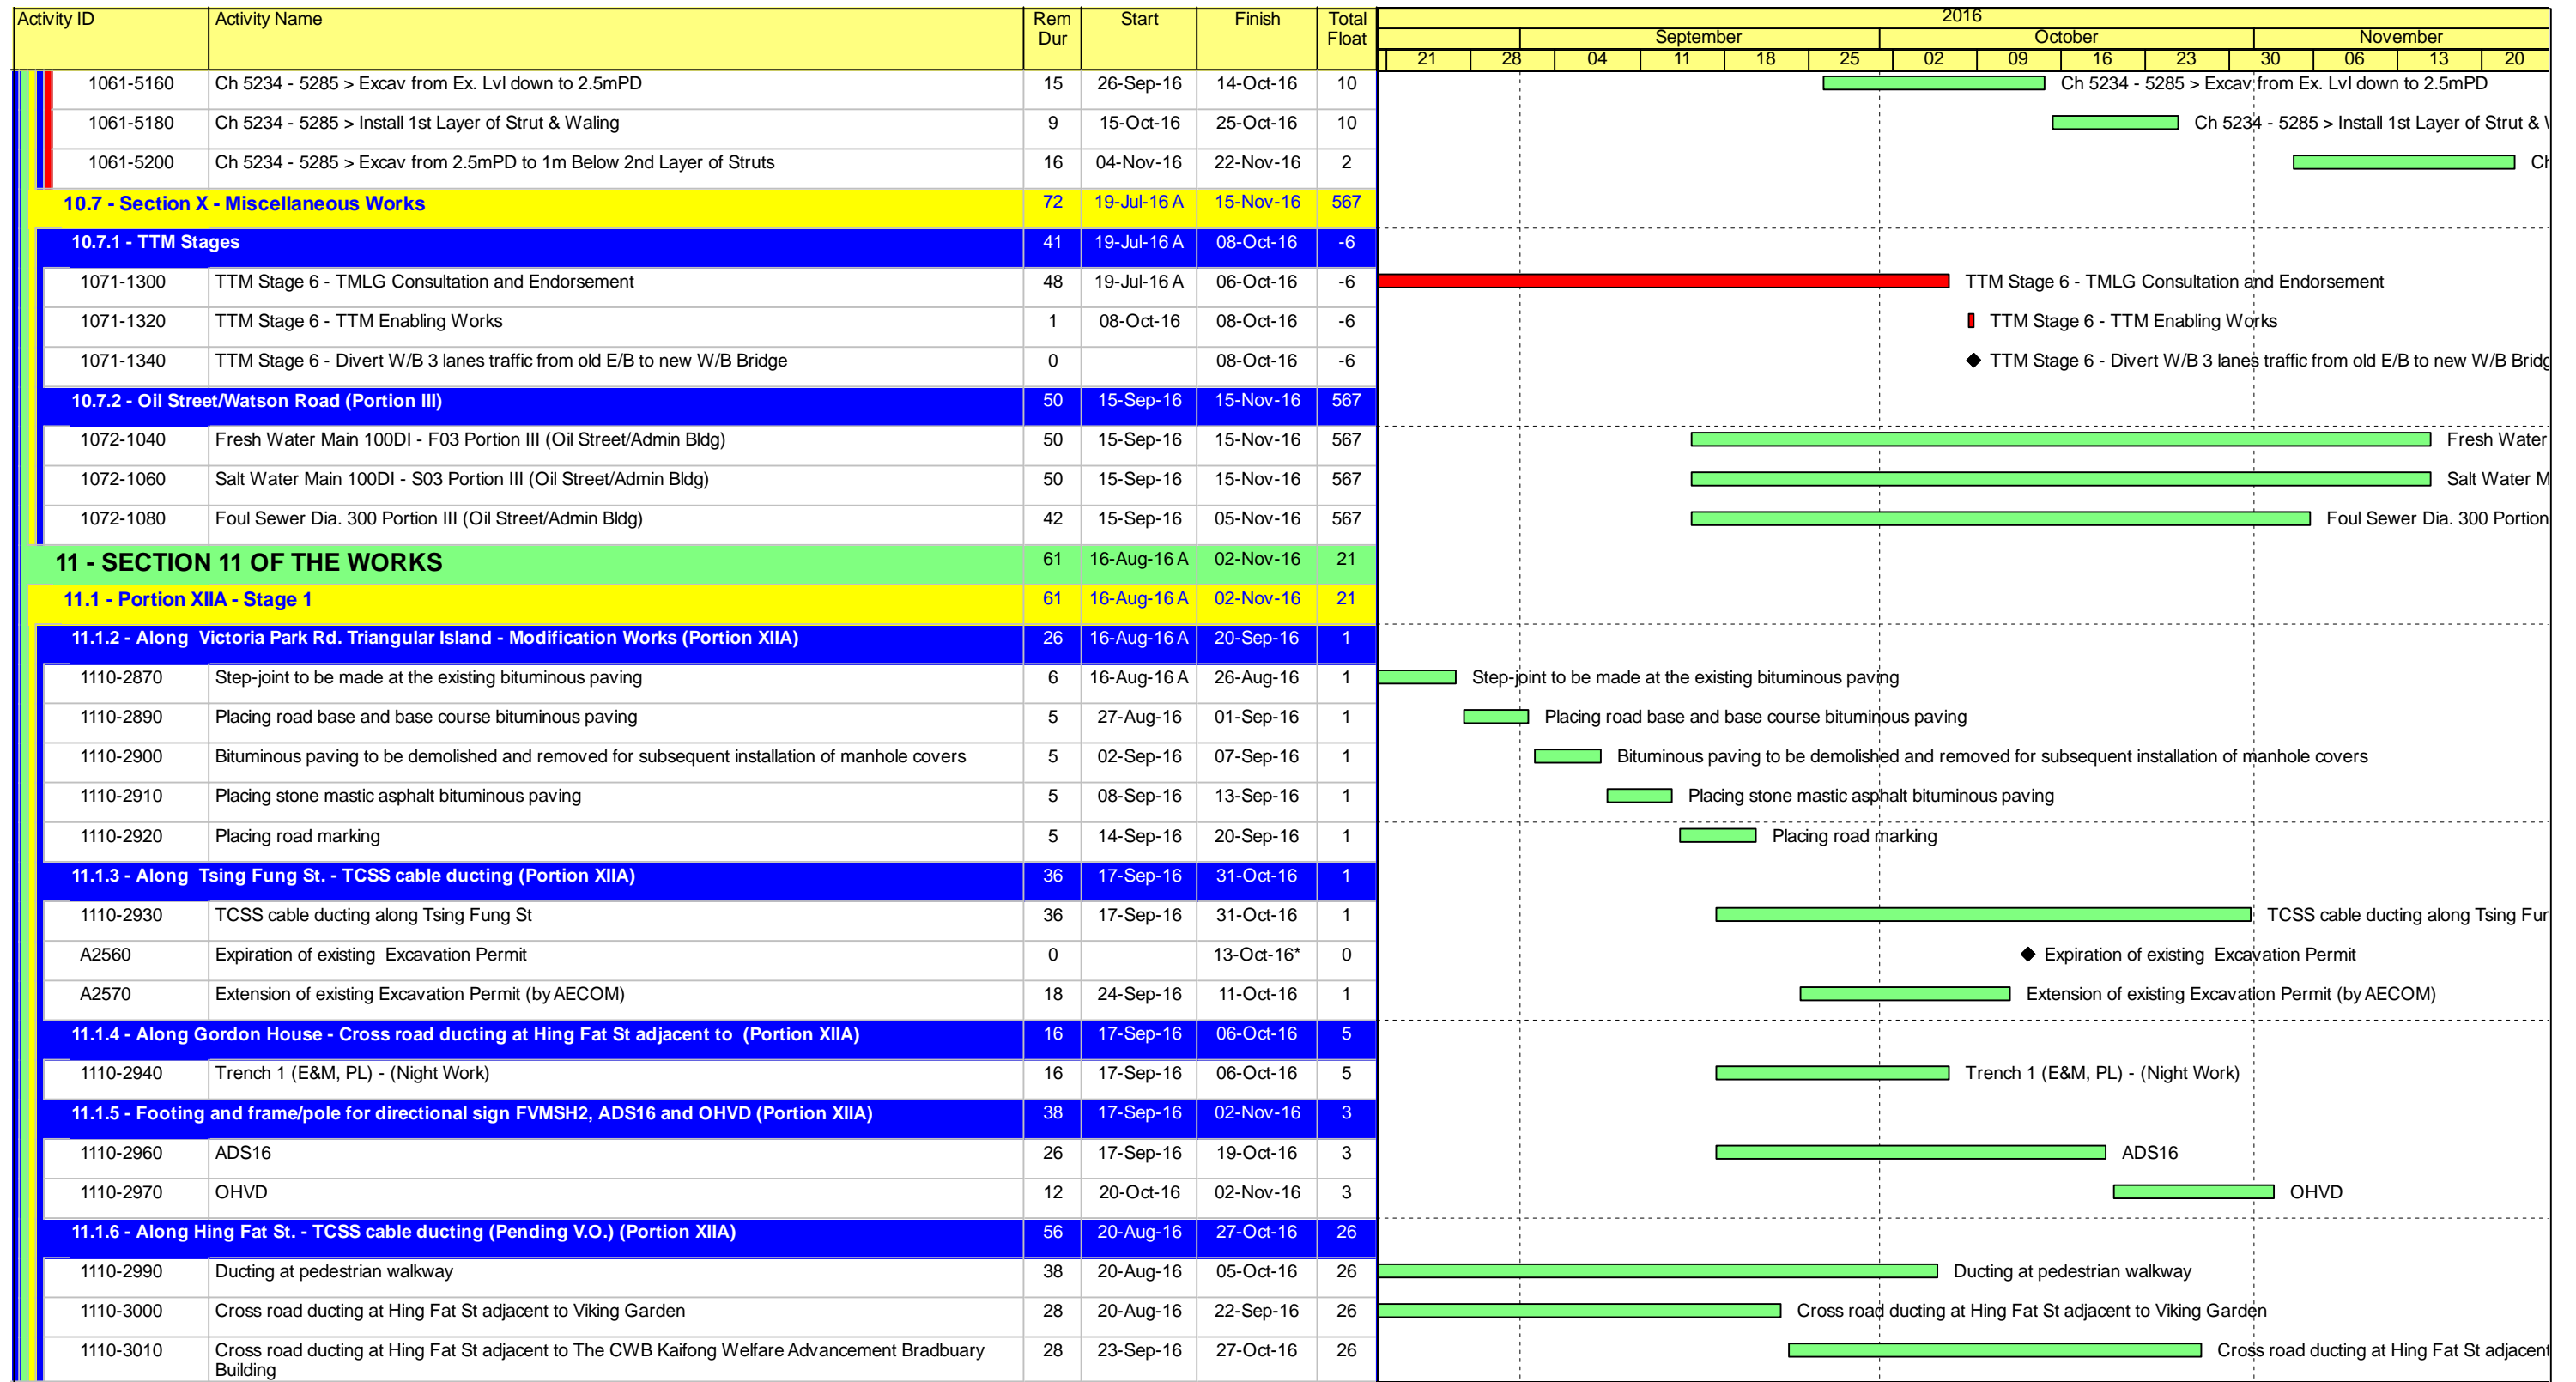 Activity ID Activity Name Rem Dur Start Finish Total Float 2016
September October November
21 28 04 11 18 25 02 09 16 23 30 06 13 20
1061-5160 Ch 5234 - 5285 > Excav from Ex. Lvl down to 2.5mPD 15 26-Sep-16 14-Oct-16 10 Ch 5234 - 5285 > Excav from Ex. Lvl down to 2.5mPD
1061-5180 Ch 5234 - 5285 > Install 1st Layer of Strut & Waling 9 15-Oct-16 25-Oct-16 10 Ch 5234 - 5285 > Install 1st Layer of Strut &
1061-5200 Ch 5234 - 5285 > Excav from 2.5mPD to 1m Below 2nd Layer of Struts 16 04-Nov-16 22-Nov-16 2 Ch
10.7 - Section X - Miscellaneous Works 72 19-Jul-16 A 15-Nov-16 567
10.7.1 - TTM Stages 41 19-Jul-16 A 08-Oct-16 -6
1071-1300 TTM Stage 6 - TMLG Consultation and Endorsement 48 19-Jul-16 A 06-Oct-16 -6 TTM Stage 6 - TMLG Consultation and Endorsement
1071-1320 TTM Stage 6 - TTM Enabling Works 1 08-Oct-16 08-Oct-16 -6 TTM Stage 6 - TTM Enabling Works
1071-1340 TTM Stage 6 - Divert W/B 3 lanes traffic from old E/B to new W/B Bridge 0 08-Oct-16 -6 TTM Stage 6 - Divert W/B 3 lanes traffic from old E/B to new W/B Bridg
10.7.2 - Oil Street/Watson Road (Portion III) 50 15-Sep-16 15-Nov-16 567
1072-1040 Fresh Water Main 100DI - F03 Portion III (Oil Street/Admin Bldg) 50 15-Sep-16 15-Nov-16 567 Fresh Water
1072-1060 Salt Water Main 100DI - S03 Portion III (Oil Street/Admin Bldg) 50 15-Sep-16 15-Nov-16 567 Salt Water M
1072-1080 Foul Sewer Dia. 300 Portion III (Oil Street/Admin Bldg) 42 15-Sep-16 05-Nov-16 567 Foul Sewer Dia. 300 Portion
11 - SECTION 11 OF THE WORKS 61 16-Aug-16 A 02-Nov-16 21
11.1 - Portion XIIA - Stage 1 61 16-Aug-16 A 02-Nov-16 21
11.1.2 - Along Victoria Park Rd. Triangular Island - Modification Works (Portion XIIA) 26 16-Aug-16 A 20-Sep-16 1
1110-2870 Step-joint to be made at the existing bituminous paving 6 16-Aug-16 A 26-Aug-16 1 Step-joint to be made at the existing bituminous paving
1110-2890 Placing road base and base course bituminous paving 5 27-Aug-16 01-Sep-16 1 Placing road base and base course bituminous paving
1110-2900 Bituminous paving to be demolished and removed for subsequent installation of manhole covers 5 02-Sep-16 07-Sep-16 1 Bituminous paving to be demolished and removed for subsequent installation of manhole covers
1110-2910 Placing stone mastic asphalt bituminous paving 5 08-Sep-16 13-Sep-16 1 Placing stone mastic asphalt bituminous paving
1110-2920 Placing road marking 5 14-Sep-16 20-Sep-16 1 Placing road marking
11.1.3 - Along Tsing Fung St. - TCSS cable ducting (Portion XIIA) 36 17-Sep-16 31-Oct-16 1
1110-2930 TCSS cable ducting along Tsing Fung St 36 17-Sep-16 31-Oct-16 1 TCSS cable ducting along Tsing Fur
A2560 Expiration of existing Excavation Permit 0 13-Oct-16* 0 Expiration of existing Excavation Permit
A2570 Extension of existing Excavation Permit (by AECOM) 18 24-Sep-16 11-Oct-16 1 Extension of existing Excavation Permit (by AECOM)
11.1.4 - Along Gordon House - Cross road ducting at Hing Fat St adjacent to (Portion XIIA) 16 17-Sep-16 06-Oct-16 5
1110-2940 Trench 1 (E&M, PL) - (Night Work) 16 17-Sep-16 06-Oct-16 5 Trench 1 (E&M, PL) - (Night Work)
11.1.5 - Footing and frame/pole for directional sign FVMSH2, ADS16 and OHVD (Portion XIIA) 38 17-Sep-16 02-Nov-16 3
1110-2960 ADS16 26 17-Sep-16 19-Oct-16 3 ADS16
1110-2970 OHVD 12 20-Oct-16 02-Nov-16 3 OHVD
11.1.6 - Along Hing Fat St. - TCSS cable ducting (Pending V.O.) (Portion XIIA) 56 20-Aug-16 27-Oct-16 26
1110-2990 Ducting at pedestrian walkway 38 20-Aug-16 05-Oct-16 26 Ducting at pedestrian walkway
1110-3000 Cross road ducting at Hing Fat St adjacent to Viking Garden 28 20-Aug-16 22-Sep-16 26 Cross road ducting at Hing Fat St adjacent to Viking Garden
1110-3010 Cross road ducting at Hing Fat St adjacent to The CWB Kaifong Welfare Advancement Bradbuary 28 23-Sep-16 27-Oct-16 26 Cross road ducting at Hing Fat St adjacent
Building